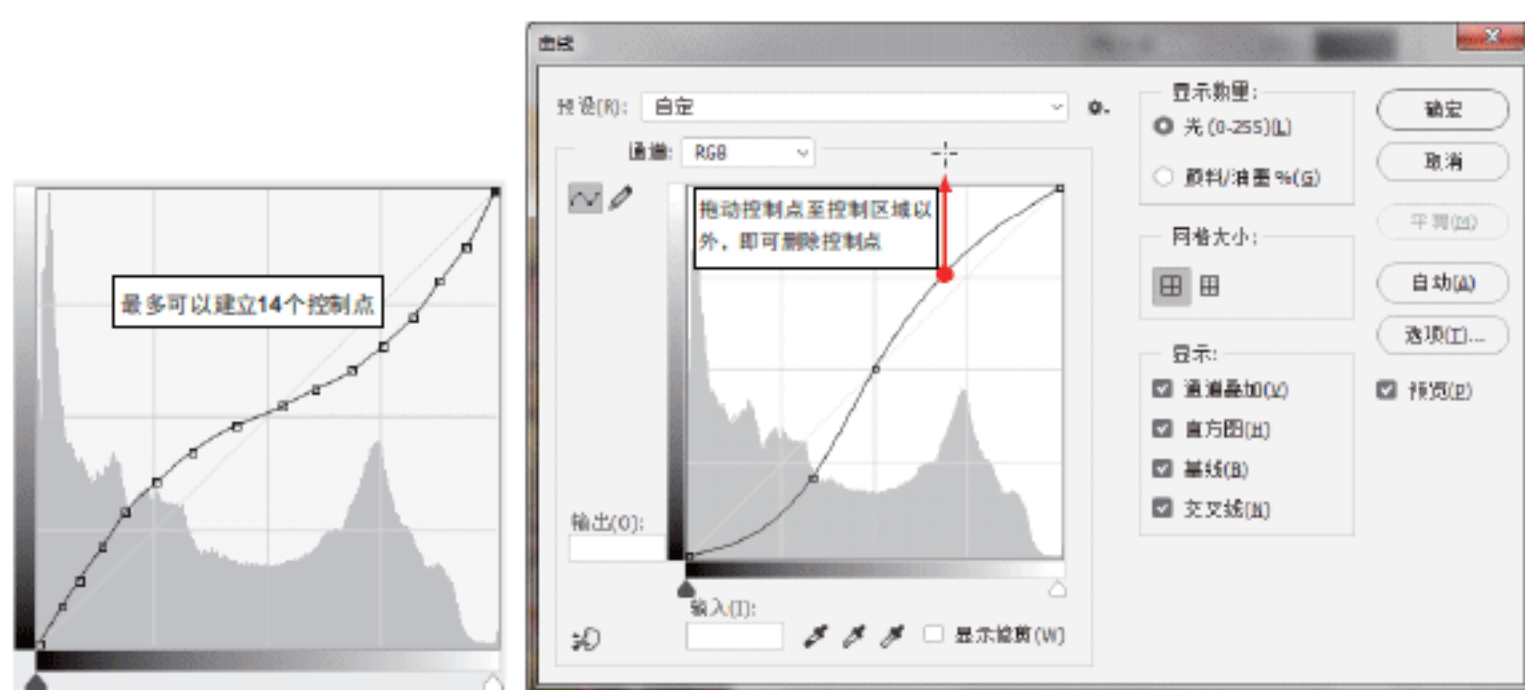 最多可以建立14个控制点
曲线
预设(R): 自定
通道: RGB
拖动控制点至控制区域以
外，即可删除控制点
输出(O):
输入(I):
显示修剪(W)
显示数量:
光(0-255)(L)
颜料/油墨%(G)
网格大小:
显示:
通道叠加(V)
直方图(H)
基线(B)
交叉线(N)
确定
取消
平滑(M)
自动(A)
选项(T)...
预览(P)